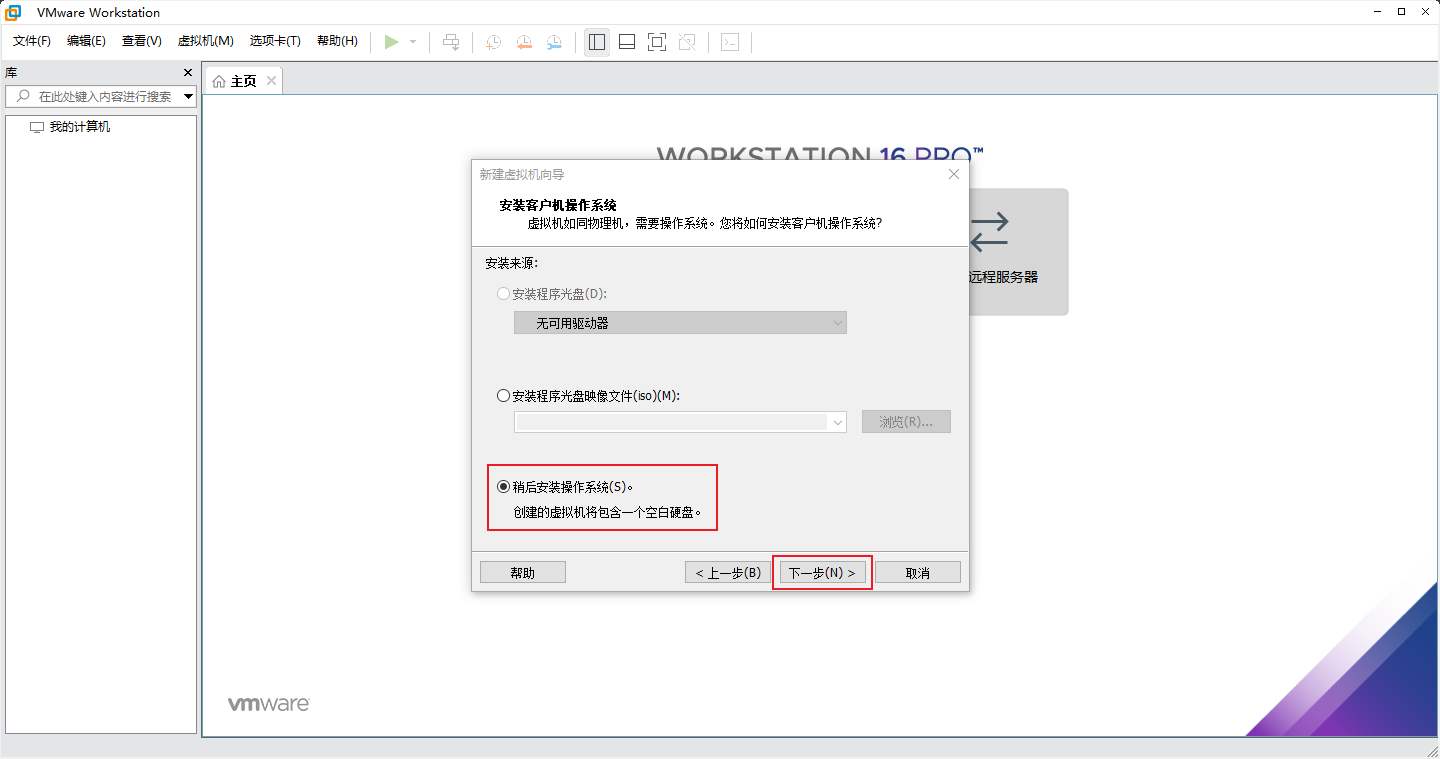 VMware Workstation
文件(F) 编辑(E) 查看(V) 虚拟机(M) 选项卡(T) 帮助(H)
库
主页
在此处键入内容进行搜索
我的计算机
WORKSTATION 16 PRO™
新建虚拟机向导
安装客户机操作系统
虚拟机如同物理机，需要操作系统。您将如何安装客户机操作系统?
远程服务器
安装来源:
安装程序光盘(D):
无可用驱动器
安装程序光盘映像文件(iso)(M):
浏览(R)...
稍后安装操作系统(S)。
创建的虚拟机将包含一个空白硬盘。
帮助 < 上一步(B) 下一步(N) > 取消
vmware